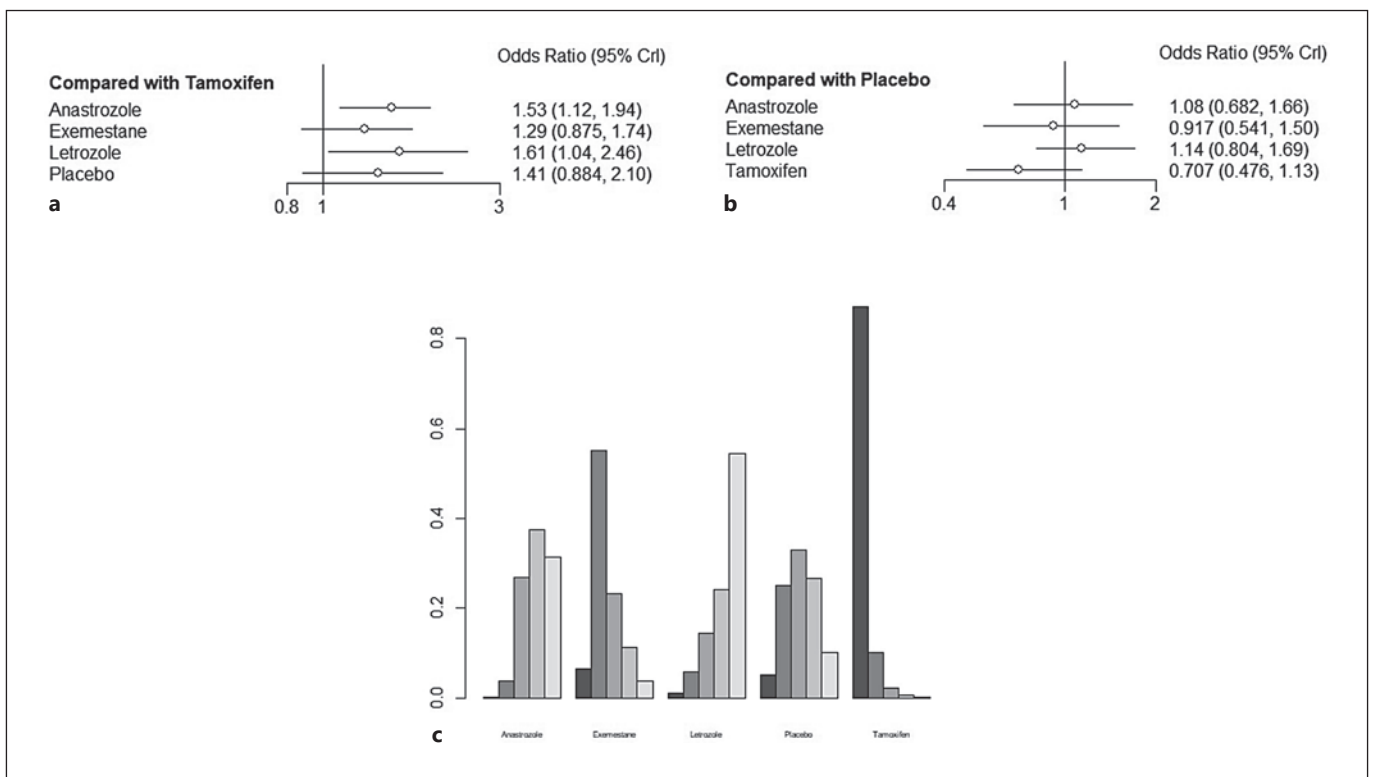 Odds Ratio (95% Crl)
Compared with Tamoxifen
Anastrozole 1.53 (1.12, 1.94)
Exemestane 1.29 (0.875, 1.74)
Letrozole 1.61 (1.04, 2.46)
Placebo 1.41 (0.884, 2.10)
0.8 1 3
a
Odds Ratio (95% Crl)
Compared with Placebo
Anastrozole 1.08 (0.682, 1.66)
Exemestane 0.917 (0.541, 1.50)
Letrozole 1.14 (0.804, 1.69)
Tamoxifen 0.707 (0.476, 1.13)
0.4 1 2
b
0.8
0.6
0.4
0.2
0.0
Anastrozole Exemestane Letrozole Placebo Tamoxifen
c